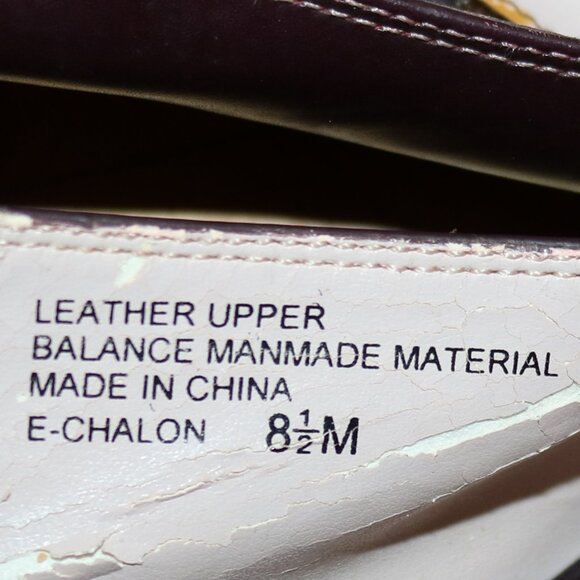 LEATHER UPPER
BALANCE MANMADE MATERIAL
MADE IN CHINA
E-CHALON 8½M